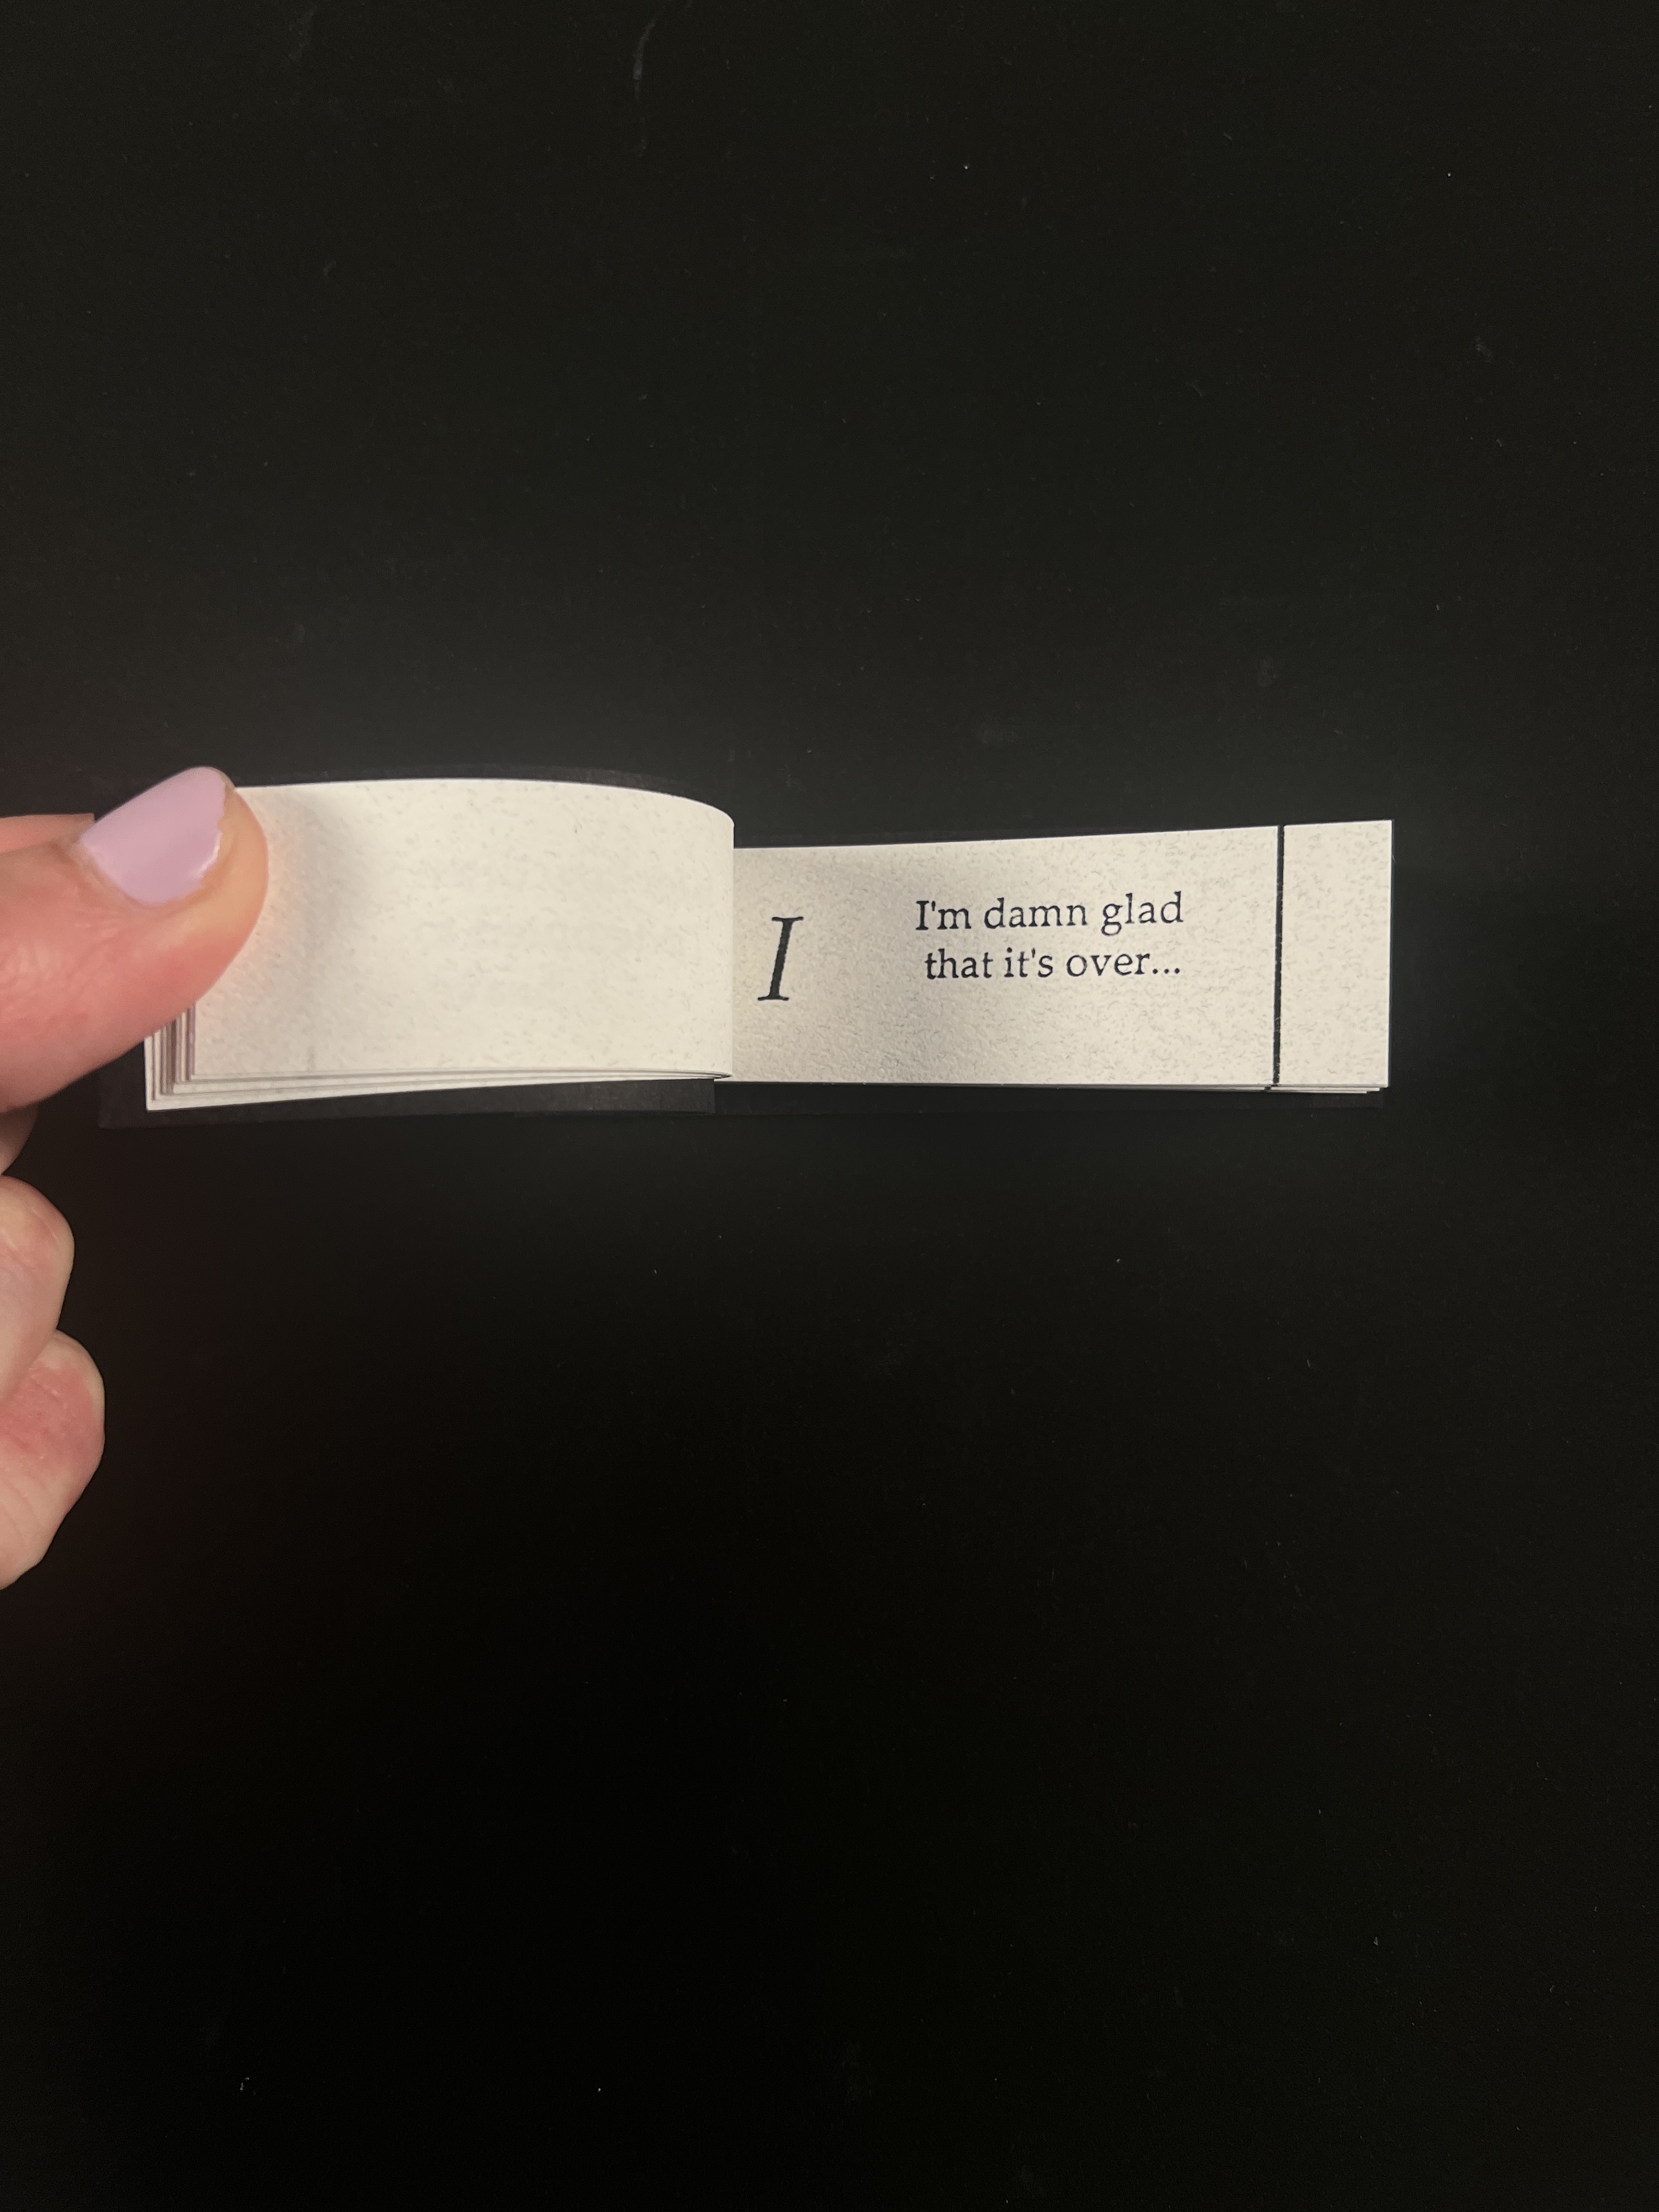 I
I'm damn glad
that it's over...